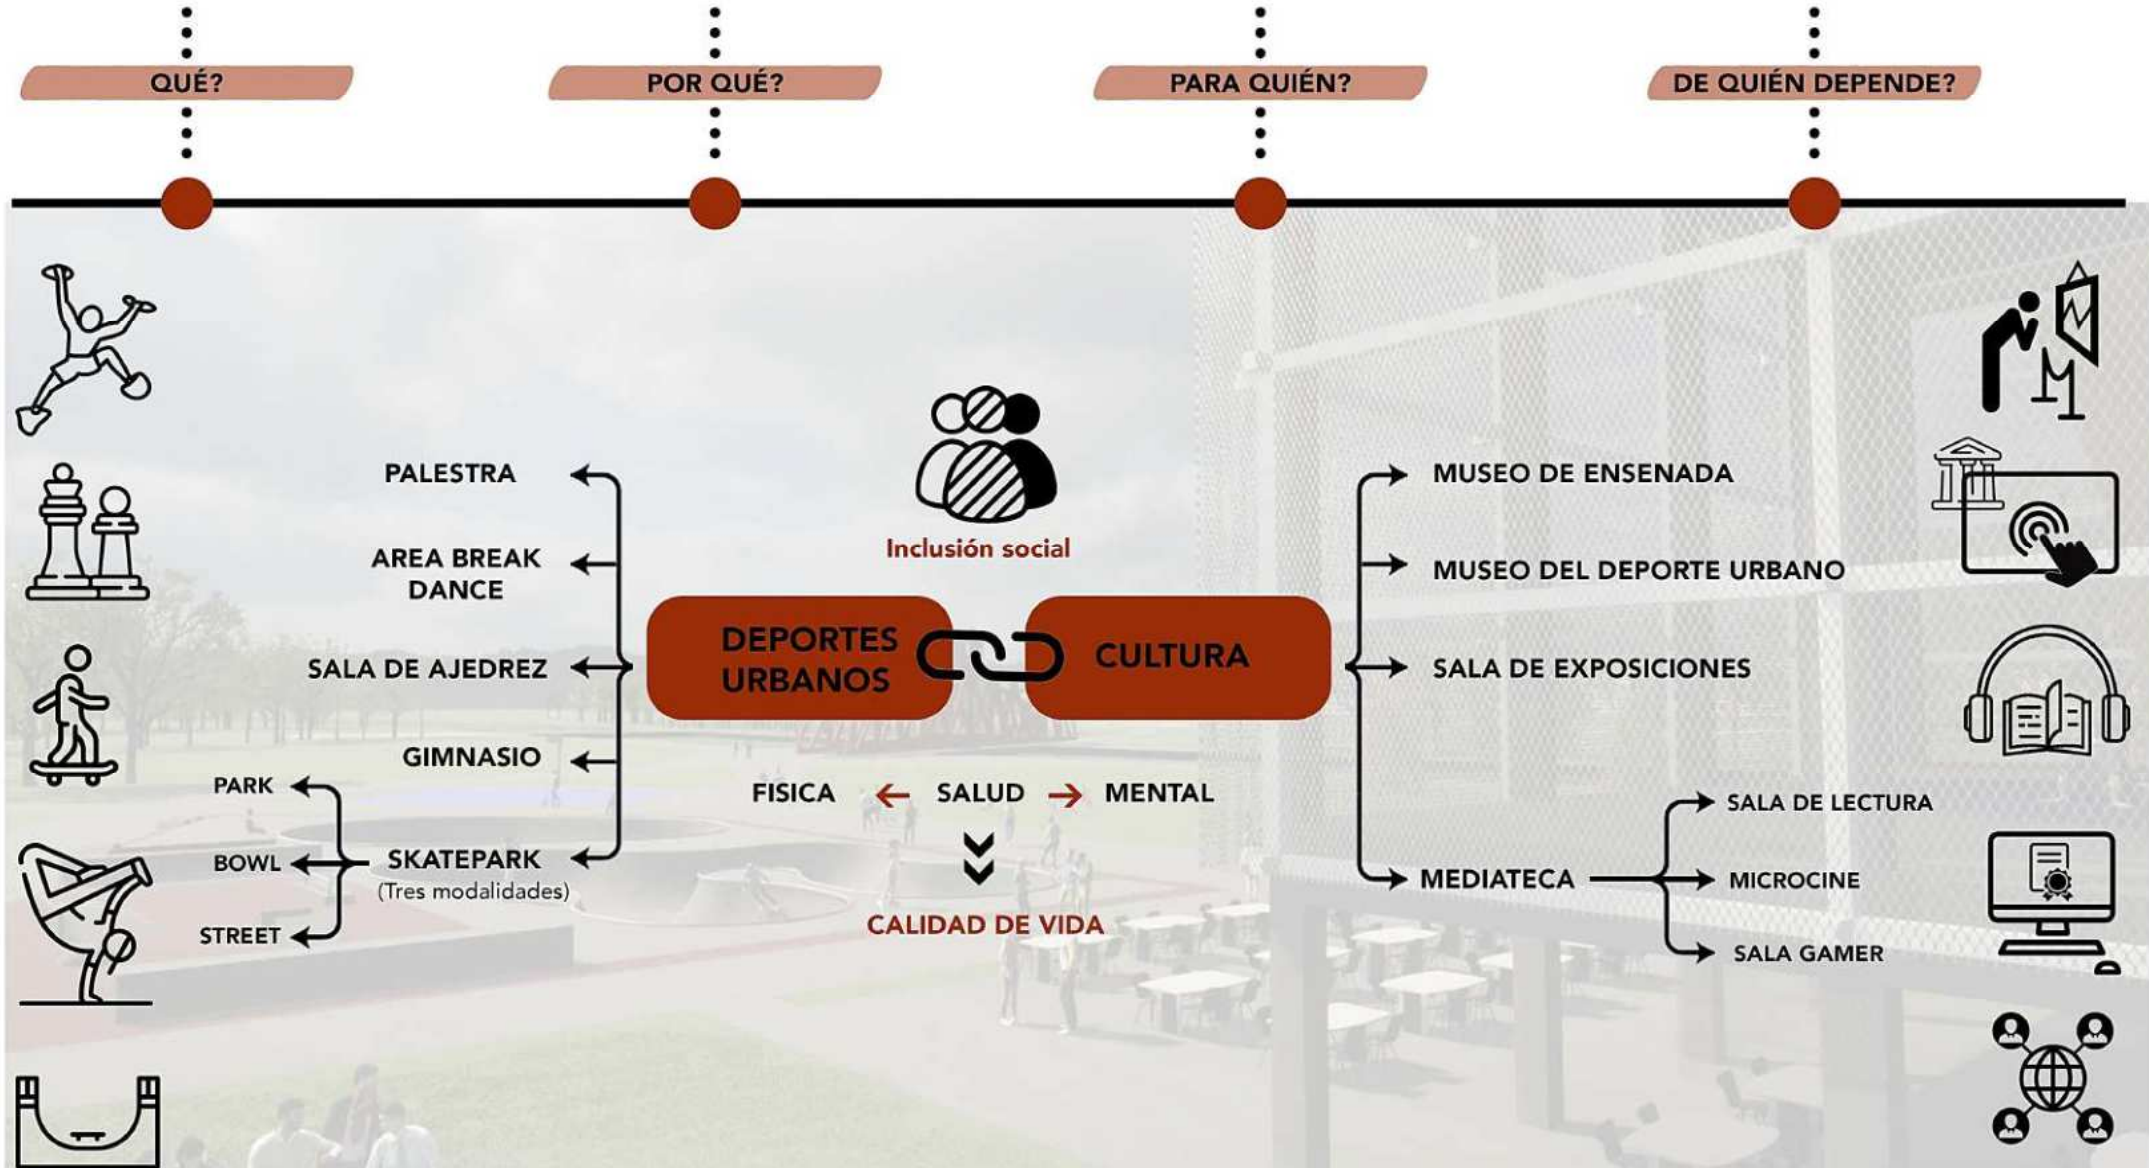 QUÉ?
POR QUÉ?
PARA QUIÉN?
DE QUIÉN DEPENDE?
PALESTRA
AREA BREAK
DANCE
SALA DE AJEDREZ
GIMNASIO
SKATEPARK
(Tres modalidades)
PARK
BOWL
STREET
Inclusión social
DEPORTES
URBANOS
CULTURA
FISICA
SALUD
MENTAL
CALIDAD DE VIDA
MUSEO DE ENSENADA
MUSEO DEL DEPORTE URBANO
SALA DE EXPOSICIONES
MEDIATECA
SALA DE LECTURA
MICROCINE
SALA GAMER